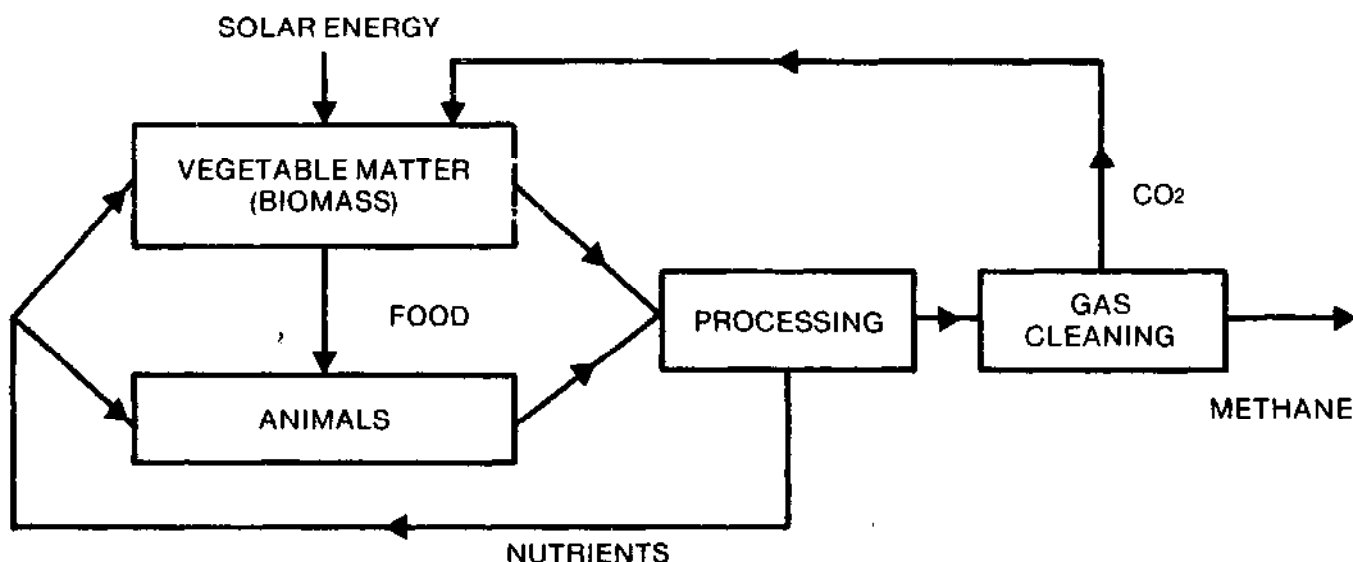 SOLAR ENERGY
VEGETABLE MATTER
(BIOMASS)
CO2
FOOD
PROCESSING
GAS
CLEANING
ANIMALS
METHANE
NUTRIENTS